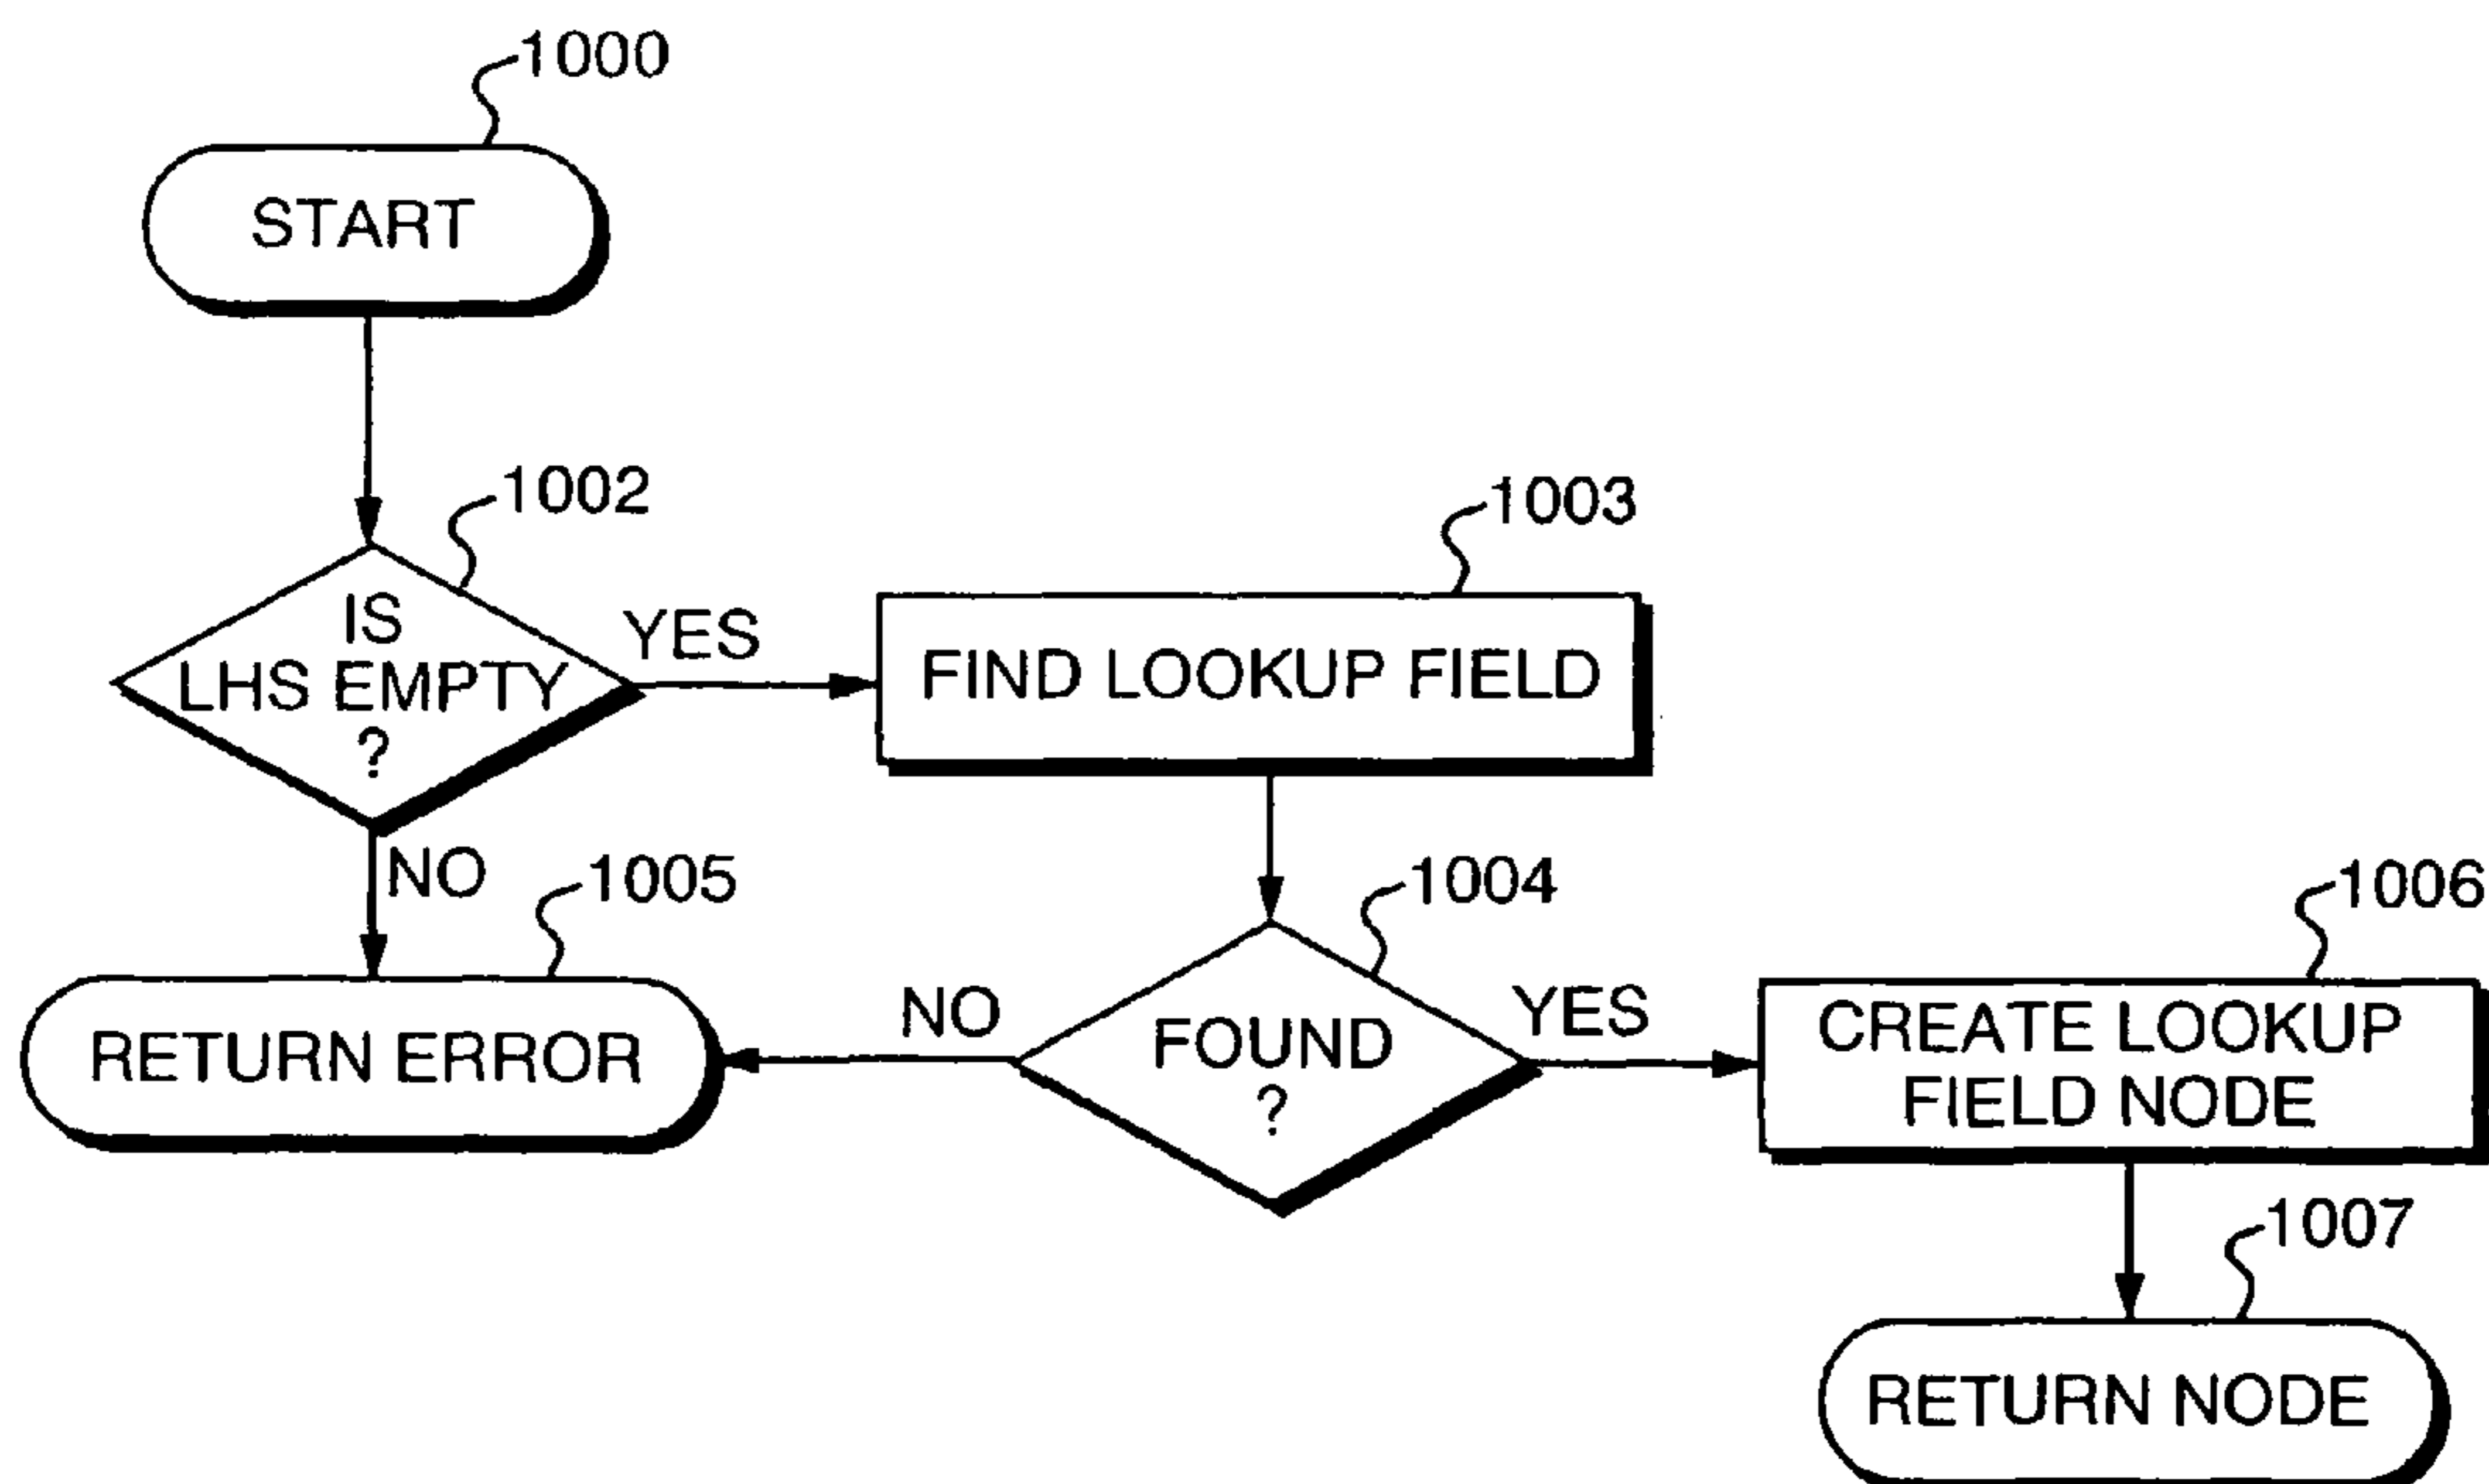 1000
START
1002
IS
LHS EMPTY
?
YES
1003
FIND LOOKUP FIELD
NO
1005
RETURN ERROR
1004
FOUND
?
NO
YES
1006
CREATE LOOKUP
FIELD NODE
1007
RETURN NODE